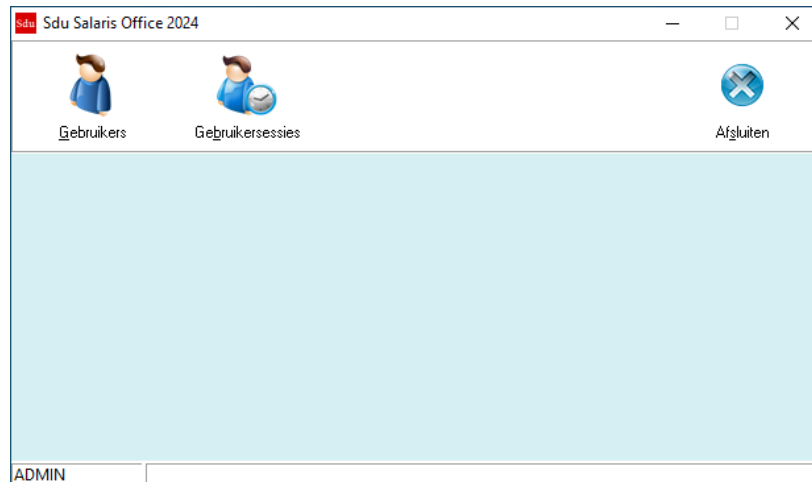 Sdu Sdu Salaris Office 2024
Gebruikers Gebruikersessies Afsluiten
ADMIN